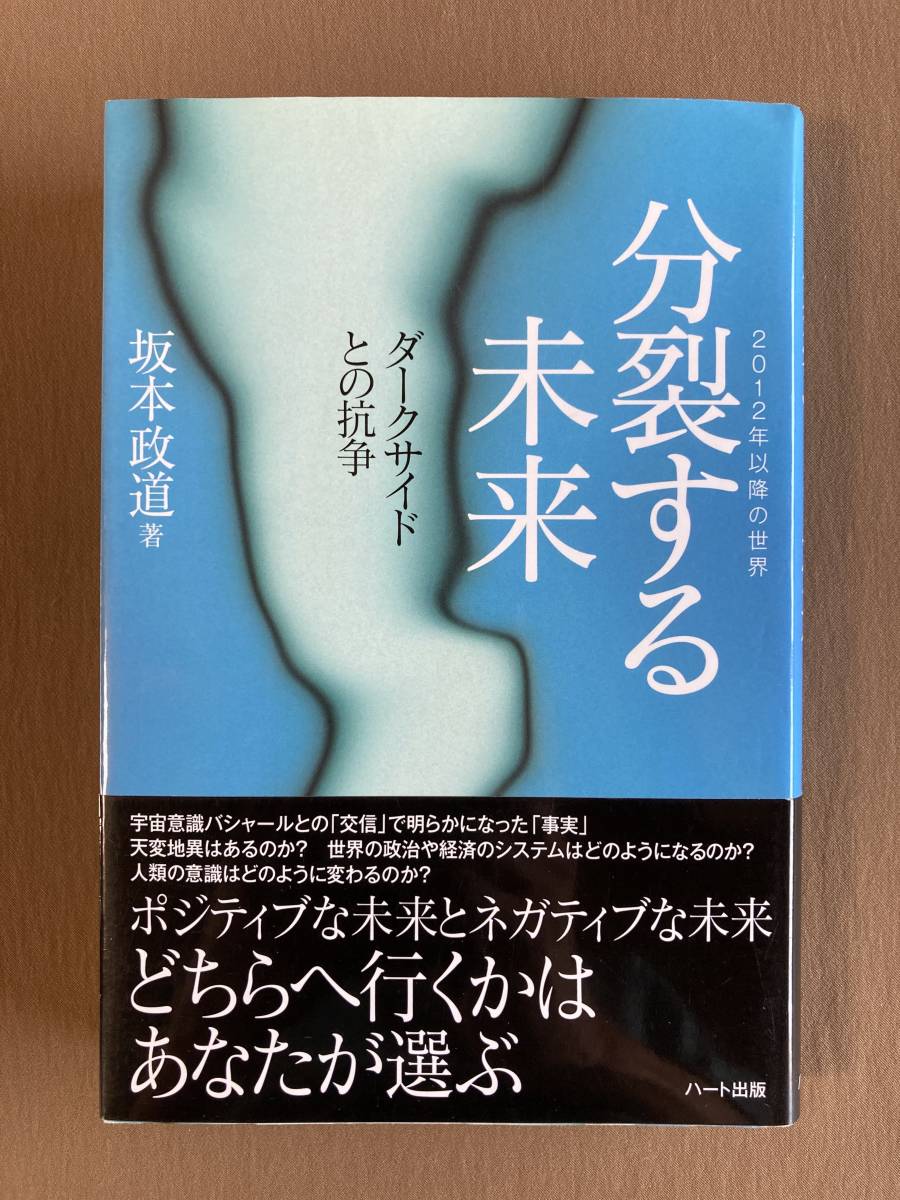 2012年以降の世界
分裂する
未来
ダークサイド
との抗争
坂本政道 著
宇宙意識バシャールとの「交信」で明らかになった「事実」
天変地異はあるのか? 世界の政治や経済のシステムはどのようになるのか?
人類の意識はどのように変わるのか?
ポジティブな未来とネガティブな未来
どちらへ行くかは
あなたが選ぶ
ハート出版